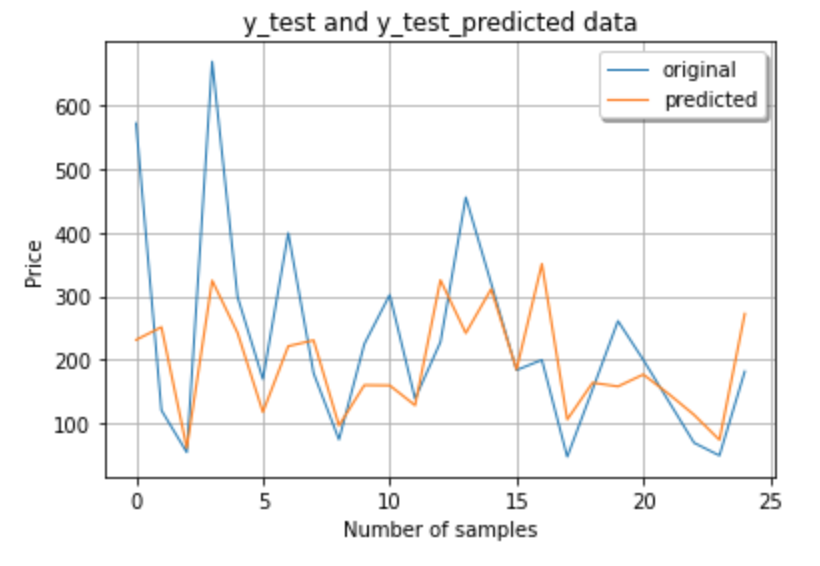 y_test and y_test_predicted data
original
predicted
600
500
400
300
200
100
Price
0 5 10 15 20 25
Number of samples